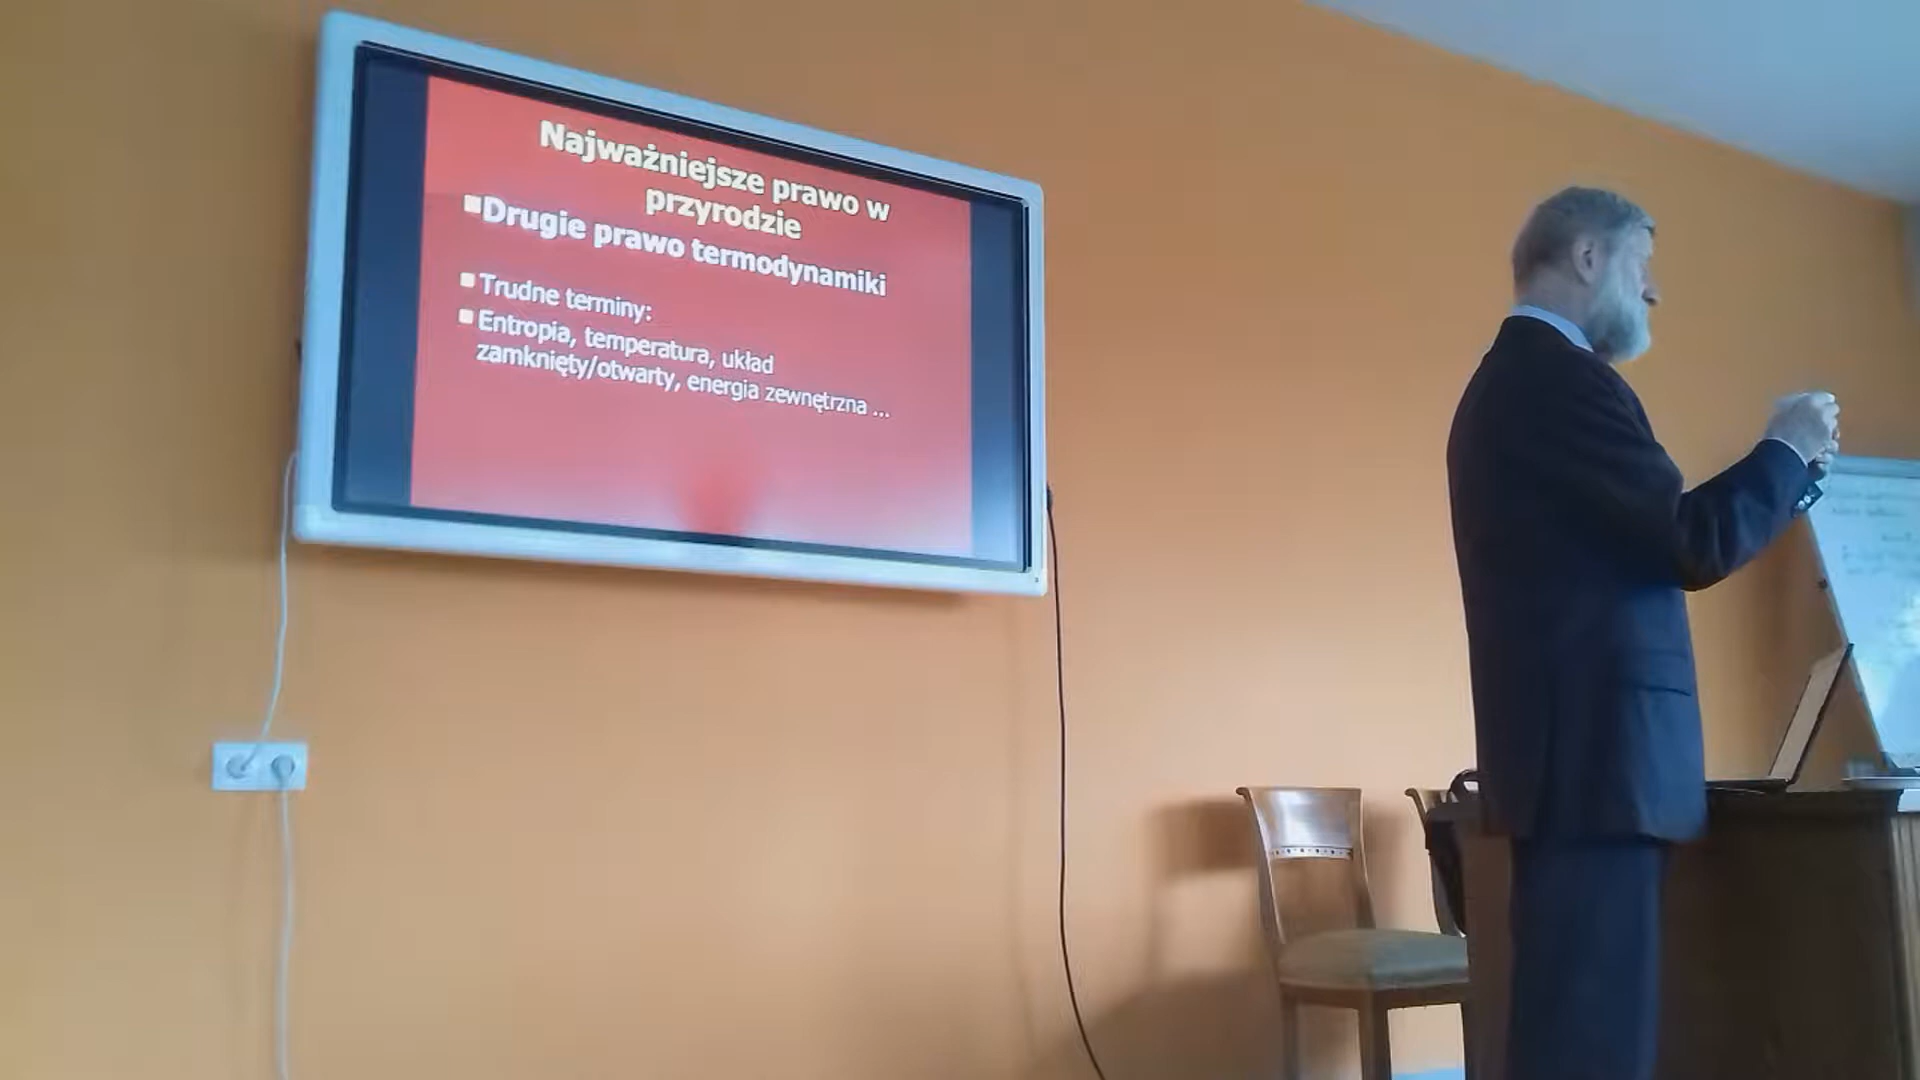 Najważniejsze prawo w
przyrodzie
Drugie prawo termodynamiki
Trudne terminy:
Entropia, temperatura, układ
zamknięty/otwarty, energia zewnętrzna ...